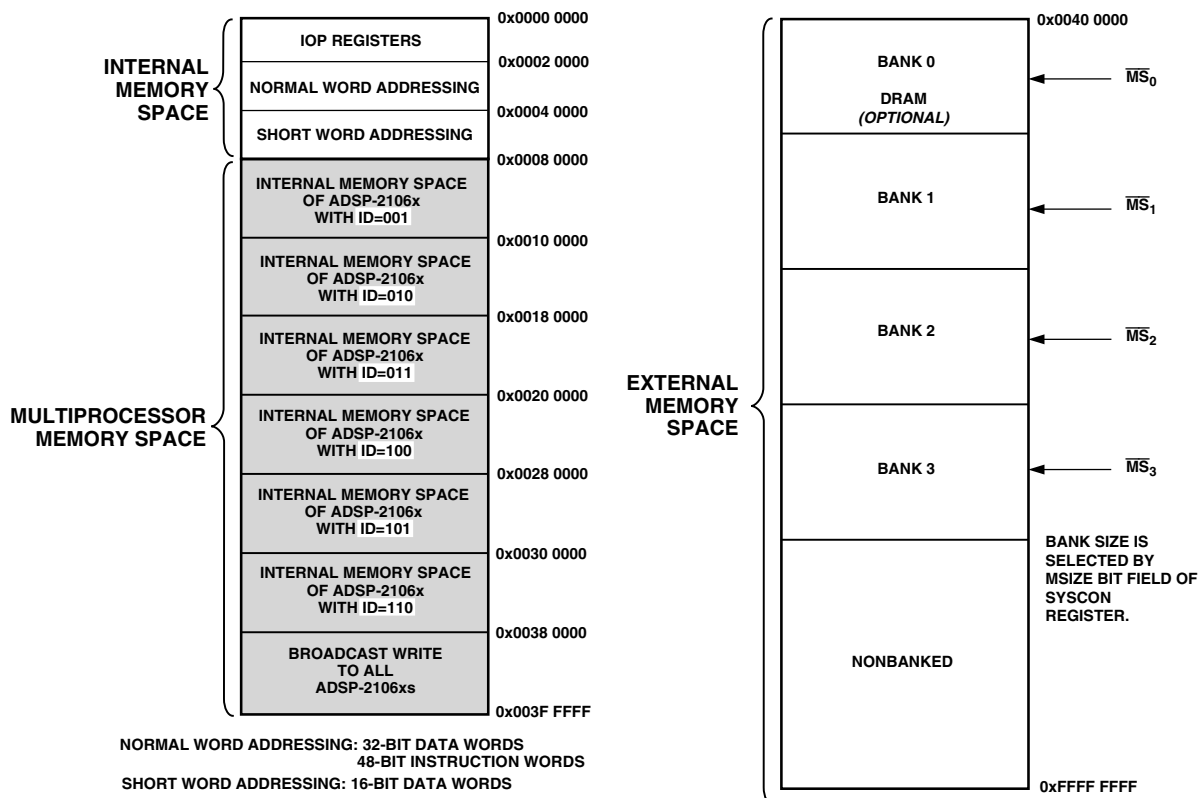 0x0000 0000
IOP REGISTERS
0x0002 0000
INTERNAL
MEMORY
SPACE
NORMAL WORD ADDRESSING
0x0004 0000
SHORT WORD ADDRESSING
0x0008 0000
INTERNAL MEMORY SPACE
OF ADSP-2106x
WITH ID=001
0x0010 0000
INTERNAL MEMORY SPACE
OF ADSP-2106x
WITH ID=010
0x0018 0000
INTERNAL MEMORY SPACE
OF ADSP-2106x
WITH ID=011
0x0020 0000
MULTIPROCESSOR
MEMORY SPACE
INTERNAL MEMORY SPACE
OF ADSP-2106x
WITH ID=100
0x0028 0000
INTERNAL MEMORY SPACE
OF ADSP-2106x
WITH ID=101
0x0030 0000
INTERNAL MEMORY SPACE
OF ADSP-2106x
WITH ID=110
0x0038 0000
BROADCAST WRITE
TO ALL
ADSP-2106xs
0x003F FFFF
NORMAL WORD ADDRESSING: 32-BIT DATA WORDS
48-BIT INSTRUCTION WORDS
SHORT WORD ADDRESSING: 16-BIT DATA WORDS
0x0040 0000
BANK 0
DRAM
(OPTIONAL)
MS0
BANK 1
MS1
BANK 2
MS2
EXTERNAL
MEMORY
SPACE
BANK 3
MS3
BANK SIZE IS
SELECTED BY
MSIZE BIT FIELD OF
SYSCON
REGISTER.
NONBANKED
0xFFFF FFFF